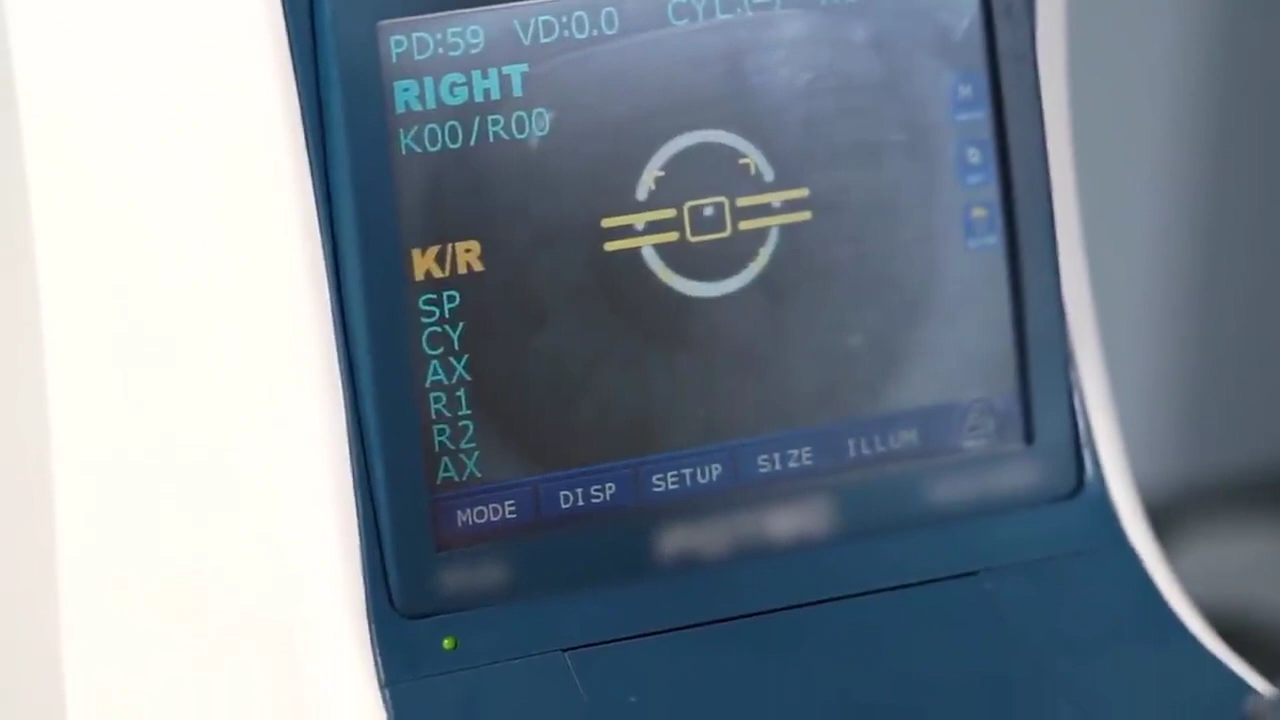 PD:59 VD:0.0 CYL:(-)
RIGHT
K00/R00
K/R
SP
CY
AX
R1
R2
AX
MODE DISP SETUP SIZE ILLUM